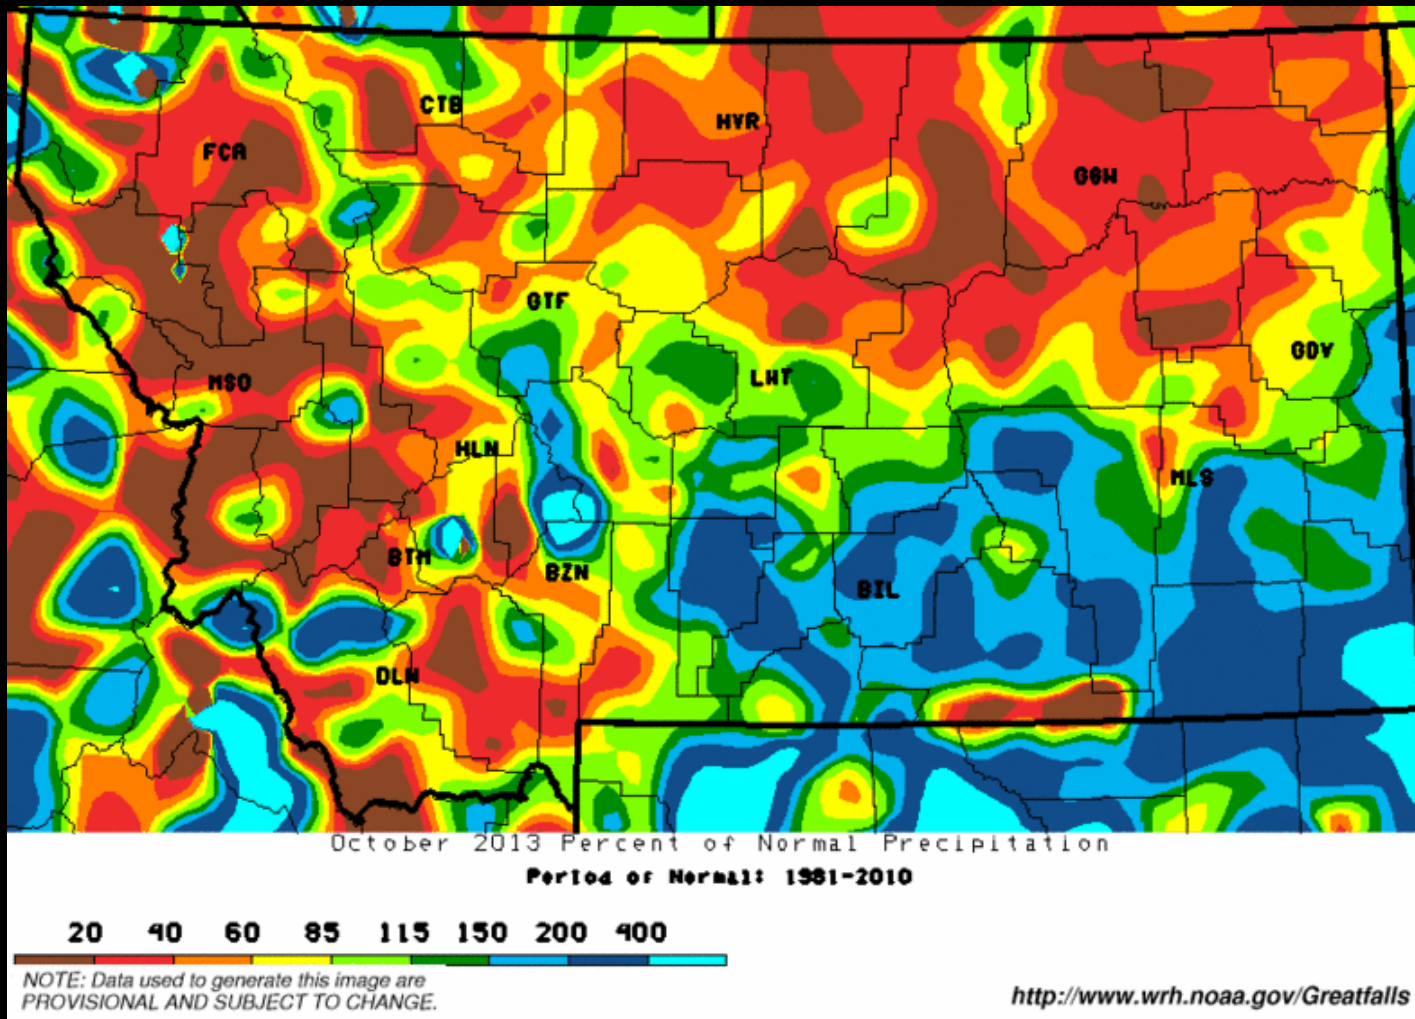 CTB
HVR
FCA
GGW
GTF
GDV
LWT
MSO
HLN
MLS
BTM
BZN
BIL
DLN
October 2013 Percent of Normal Precipitation
Period of Normal: 1981-2010
20 40 60 85 115 150 200 400
NOTE: Data used to generate this image are
PROVISIONAL AND SUBJECT TO CHANGE.
http://www.wrh.noaa.gov/Greatfalls